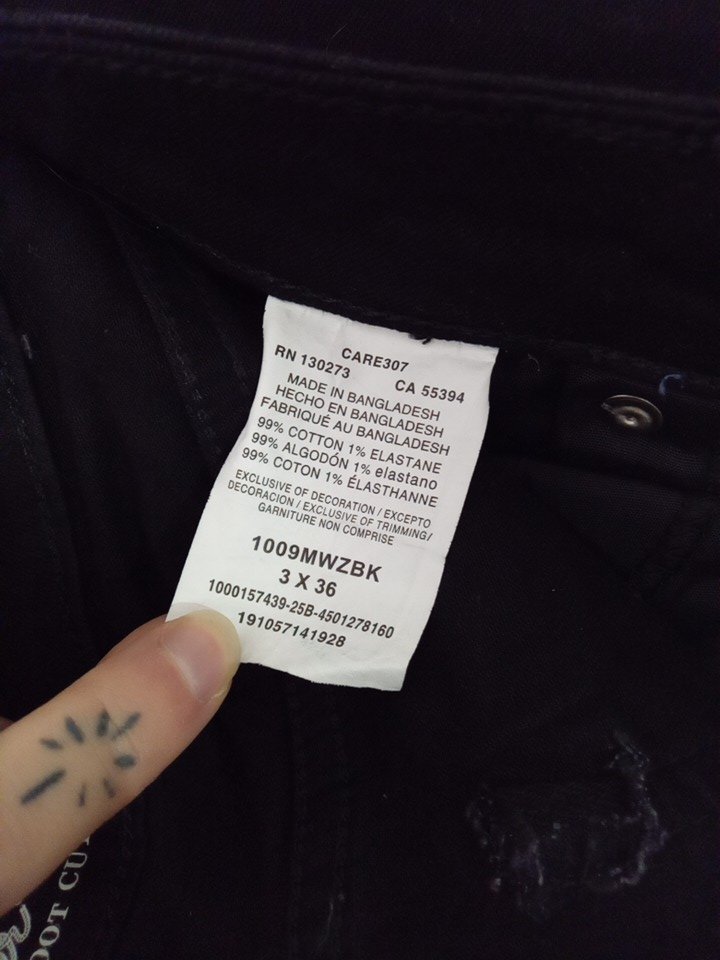 CARE307
RN 130273 CA 55394
MADE IN BANGLADESH
HECHO EN BANGLADESH
FABRIQUÉ AU BANGLADESH
99% COTTON 1% ELASTANE
99% ALGODÓN 1% elastano
99% COTON 1% ÉLASTHANNE
EXCLUSIVE OF DECORATION / EXCEPTO
DECORACION / EXCLUSIVE OF TRIMMING/
GARNITURE NON COMPRISE
1009MWZBK
3 X 36
1000157439-25B-4501278160
191057141928